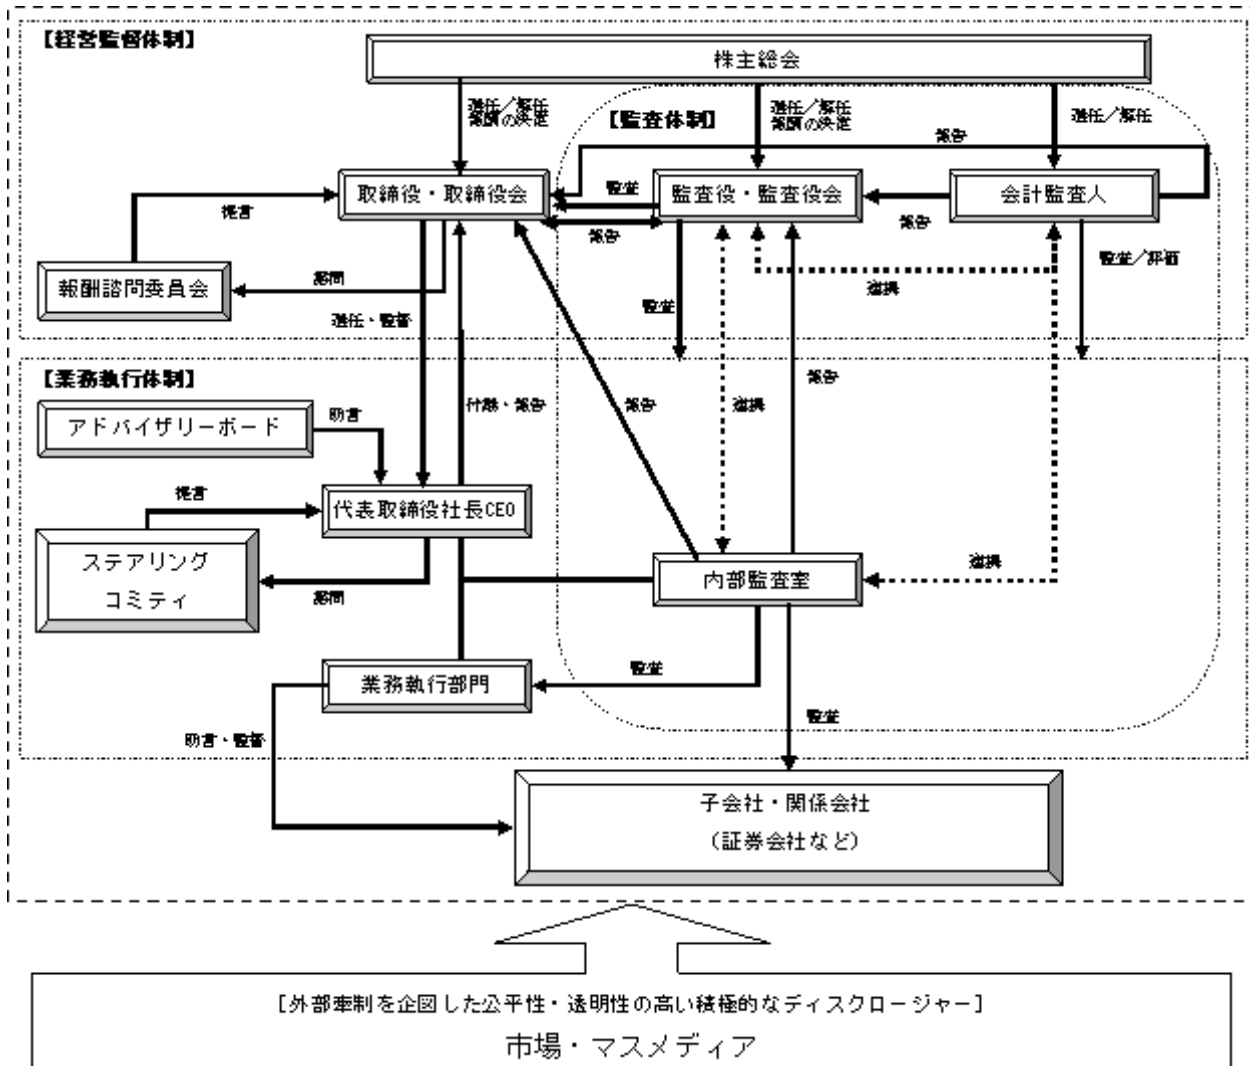 【経営監督体制】
株主総会
選任／解任
報酬の決定
【監査体制】
選任／解任
報酬の決定
選任／解任
報告
取締役・取締役会
監査
監査役・監査役会
会計監査人
提言
報告
報告
監査／評価
報酬諮問委員会
諮問
監査
連携
選任・監督
【業務執行体制】
報告
アドバイザリーボード
助言
付議・報告
報告
連携
提言
代表取締役社長CEO
ステアリング
コミティ
諮問
内部監査室
連携
業務執行部門
監査
監査
助言・監督
子会社・関係会社
（証券会社など）
[外部牽制を企図した公平性・透明性の高い積極的なディスクロージャー]
市場・マスメディア